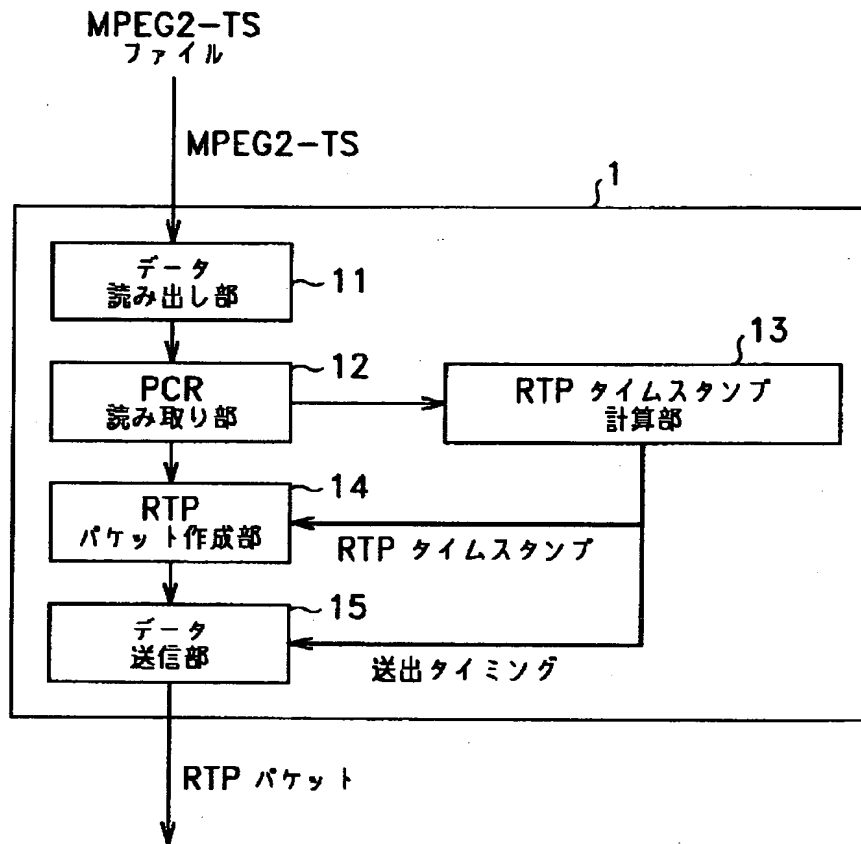 MPEG2-TS
ファイル
MPEG2-TS
1
データ
読み出し部
11
PCR
読み取り部
12
RTP タイムスタンプ
計算部
13
RTP
パケット作成部
14
RTP タイムスタンプ
データ
送信部
15
送出タイミング
RTP パケット